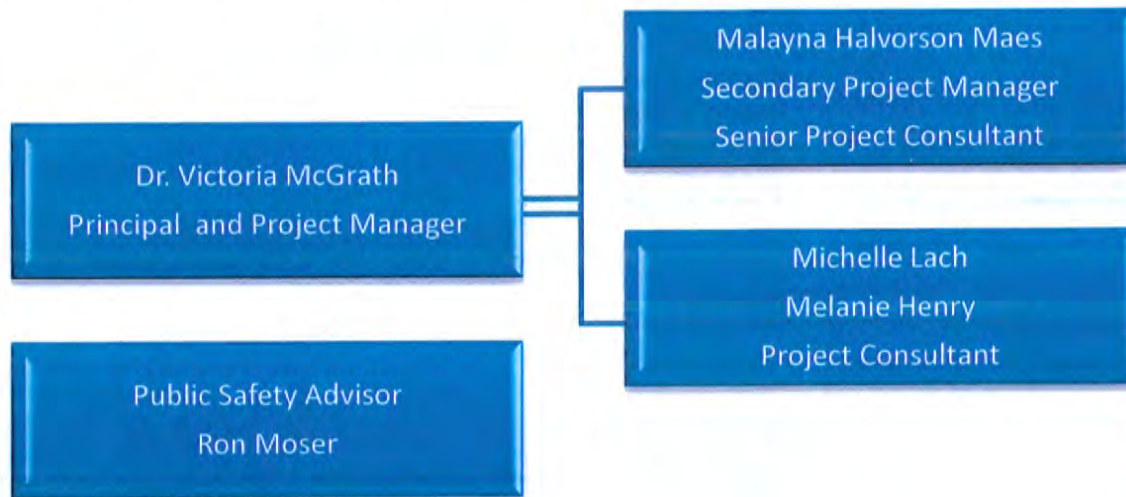 Dr. Victoria McGrath
Principal and Project Manager
Malayna Halvorson Maes
Secondary Project Manager
Senior Project Consultant
Michelle Lach
Melanie Henry
Project Consultant
Public Safety Advisor
Ron Moser